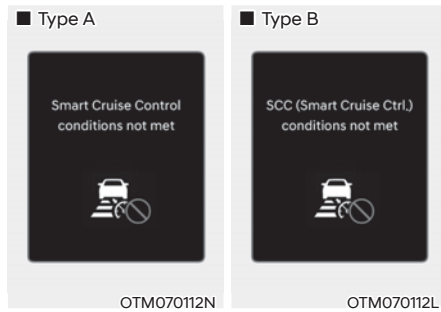 ■ Type A
Smart Cruise Control
conditions not met
OTM070112N
■ Type B
SCC (Smart Cruise Ctrl.)
conditions not met
OTM070112L